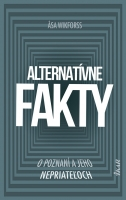 ÅSA WIKFORSS
ALTERNATÍVNE
FAKTY
O POZNANÍ A JEHO
NEPRIATEĽOCH
ikar